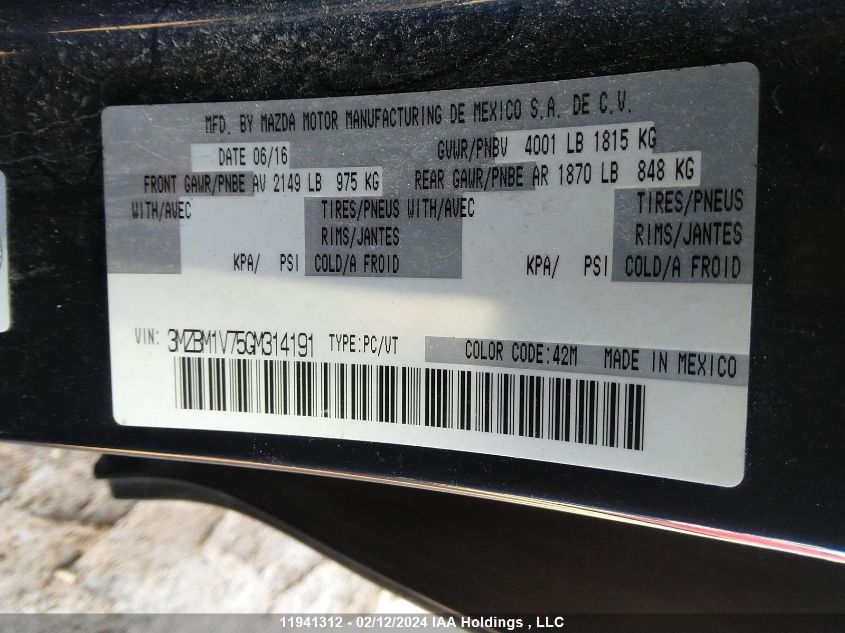 MFD. BY MAZDA MOTOR MANUFACTURING DE MEXICO S.A. DE C.V.
DATE 06/16 GVWR/PNBV 4001 LB 1815 KG
FRONT GAWR/PNBE AV 2149 LB 975 KG REAR GAWR/PNBE AR 1870 LB 848 KG
WITH/AVEC TIRES/PNEUS WITH/AVEC TIRES/PNEUS
RIMS/JANTES RIMS/JANTES
KPA/ PSI COLD/A FROID KPA/ PSI COLD/A FROID
VIN: 3MZBM1V75GM314191 TYPE:PC/VT COLOR CODE:42M MADE IN MEXICO
11941312 - 02/12/2024 IAA Holdings , LLC